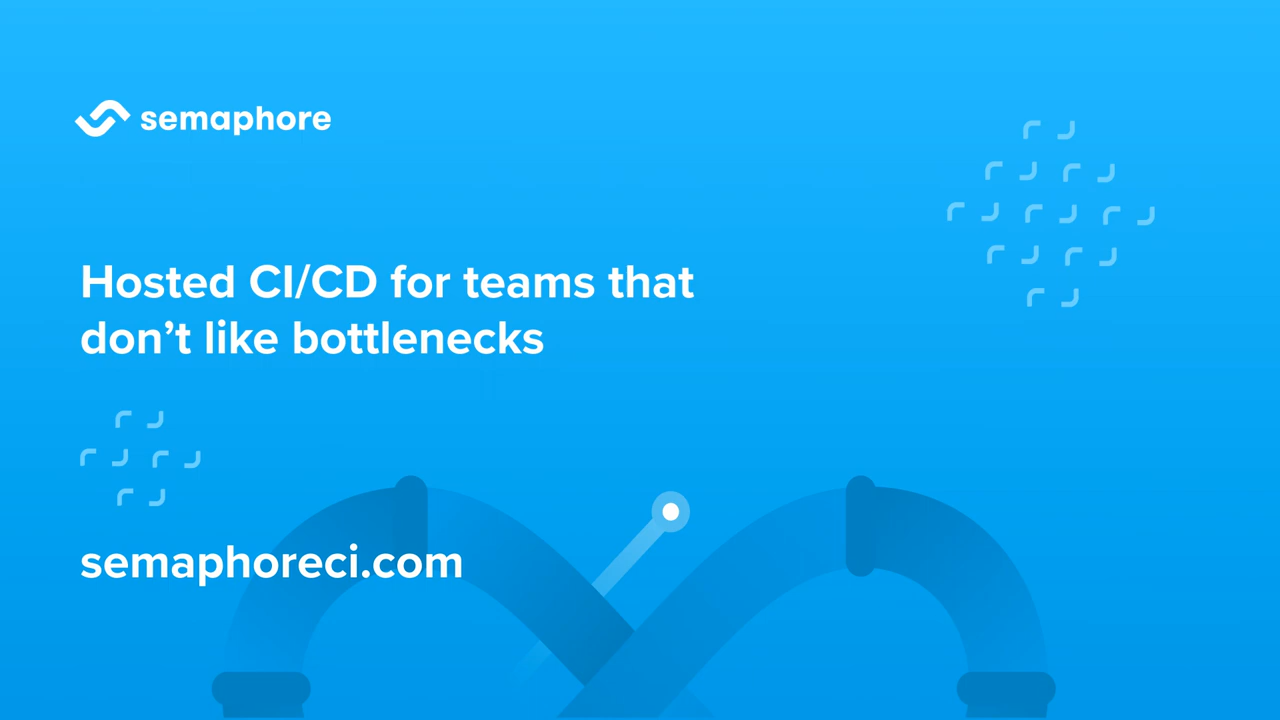 semaphore
Hosted CI/CD for teams that
don’t like bottlenecks
semaphoreci.com